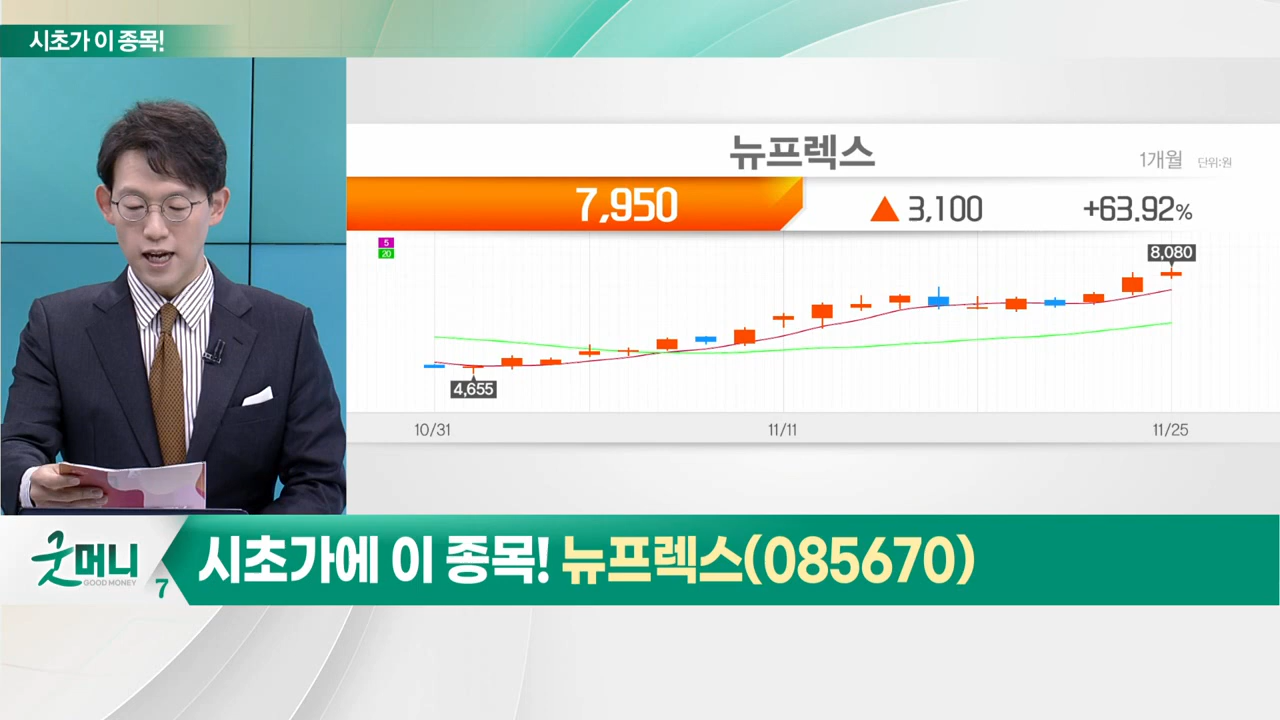 시초가 이 종목!
뉴프렉스
1개월 단위:원
7,950 ▲ 3,100 +63.92%
5
20
8,080
4,655
10/31 11/11 11/25
굿머니
GOOD MONEY
7
시초가에 이 종목! 뉴프렉스(085670)